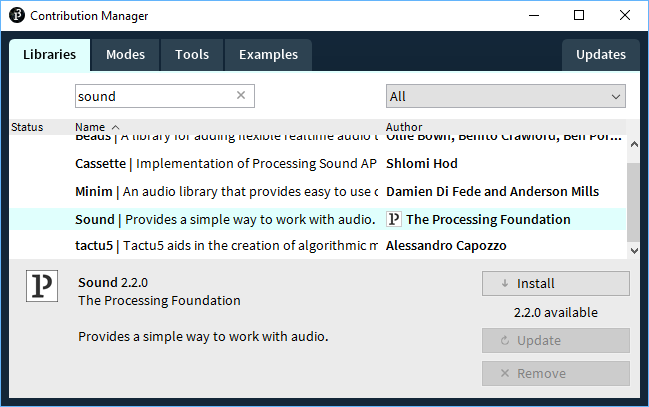 Contribution Manager
Libraries Modes Tools Examples Updates
sound All
Status Name Author
Beads | A library for adding flexible realtime audio t Ollie Bown, Benito Crawford, Ben Por...
Cassette | Implementation of Processing Sound AP Shlomi Hod
Minim | An audio library that provides easy to use c Damien Di Fede and Anderson Mills
Sound | Provides a simple way to work with audio. The Processing Foundation
tactu5 | Tactu5 aids in the creation of algorithmic m Alessandro Capozzo
Sound 2.2.0
The Processing Foundation
Provides a simple way to work with audio.
Install
2.2.0 available
Update
Remove